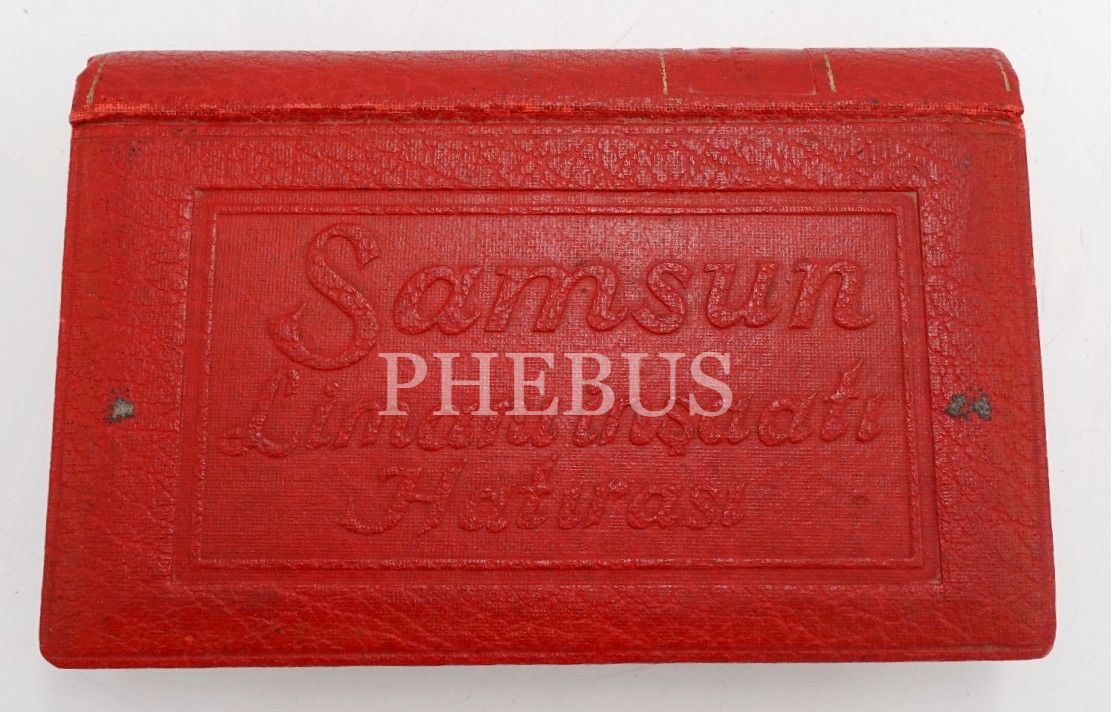 Samsun
PHEBUS
Limanı inşaatı
Hatırası